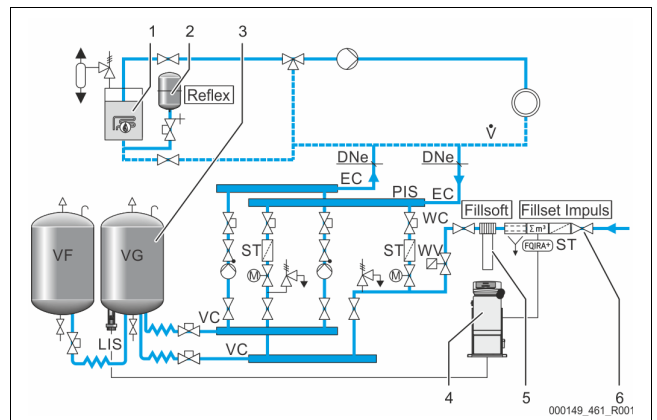 1
2
3
Reflex
V̇
DNe
DNe
EC
PIS
EC
WC
Fillsoft
Fillset Impuls
Σm³
FQIRA+
ST
VF
VG
ST
ST
WV
M
M
VC
LIS
VC
4
5
6
000149_461_R001